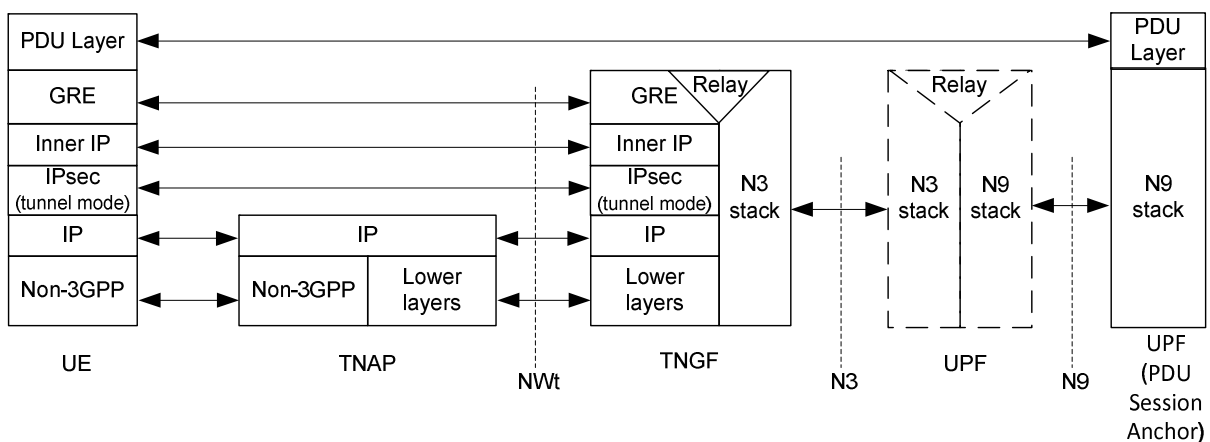 PDU Layer
PDU
Layer
GRE
GRE
Relay
Relay
Inner IP
Inner IP
IPsec
(tunnel mode)
IPsec
(tunnel mode)
N3
stack
N3
stack
N9
stack
N9
stack
IP
IP
IP
Non-3GPP
Non-3GPP
Lower
layers
Lower
layers
UE
TNAP
NWt
TNGF
N3
UPF
N9
UPF
(PDU
Session
Anchor)